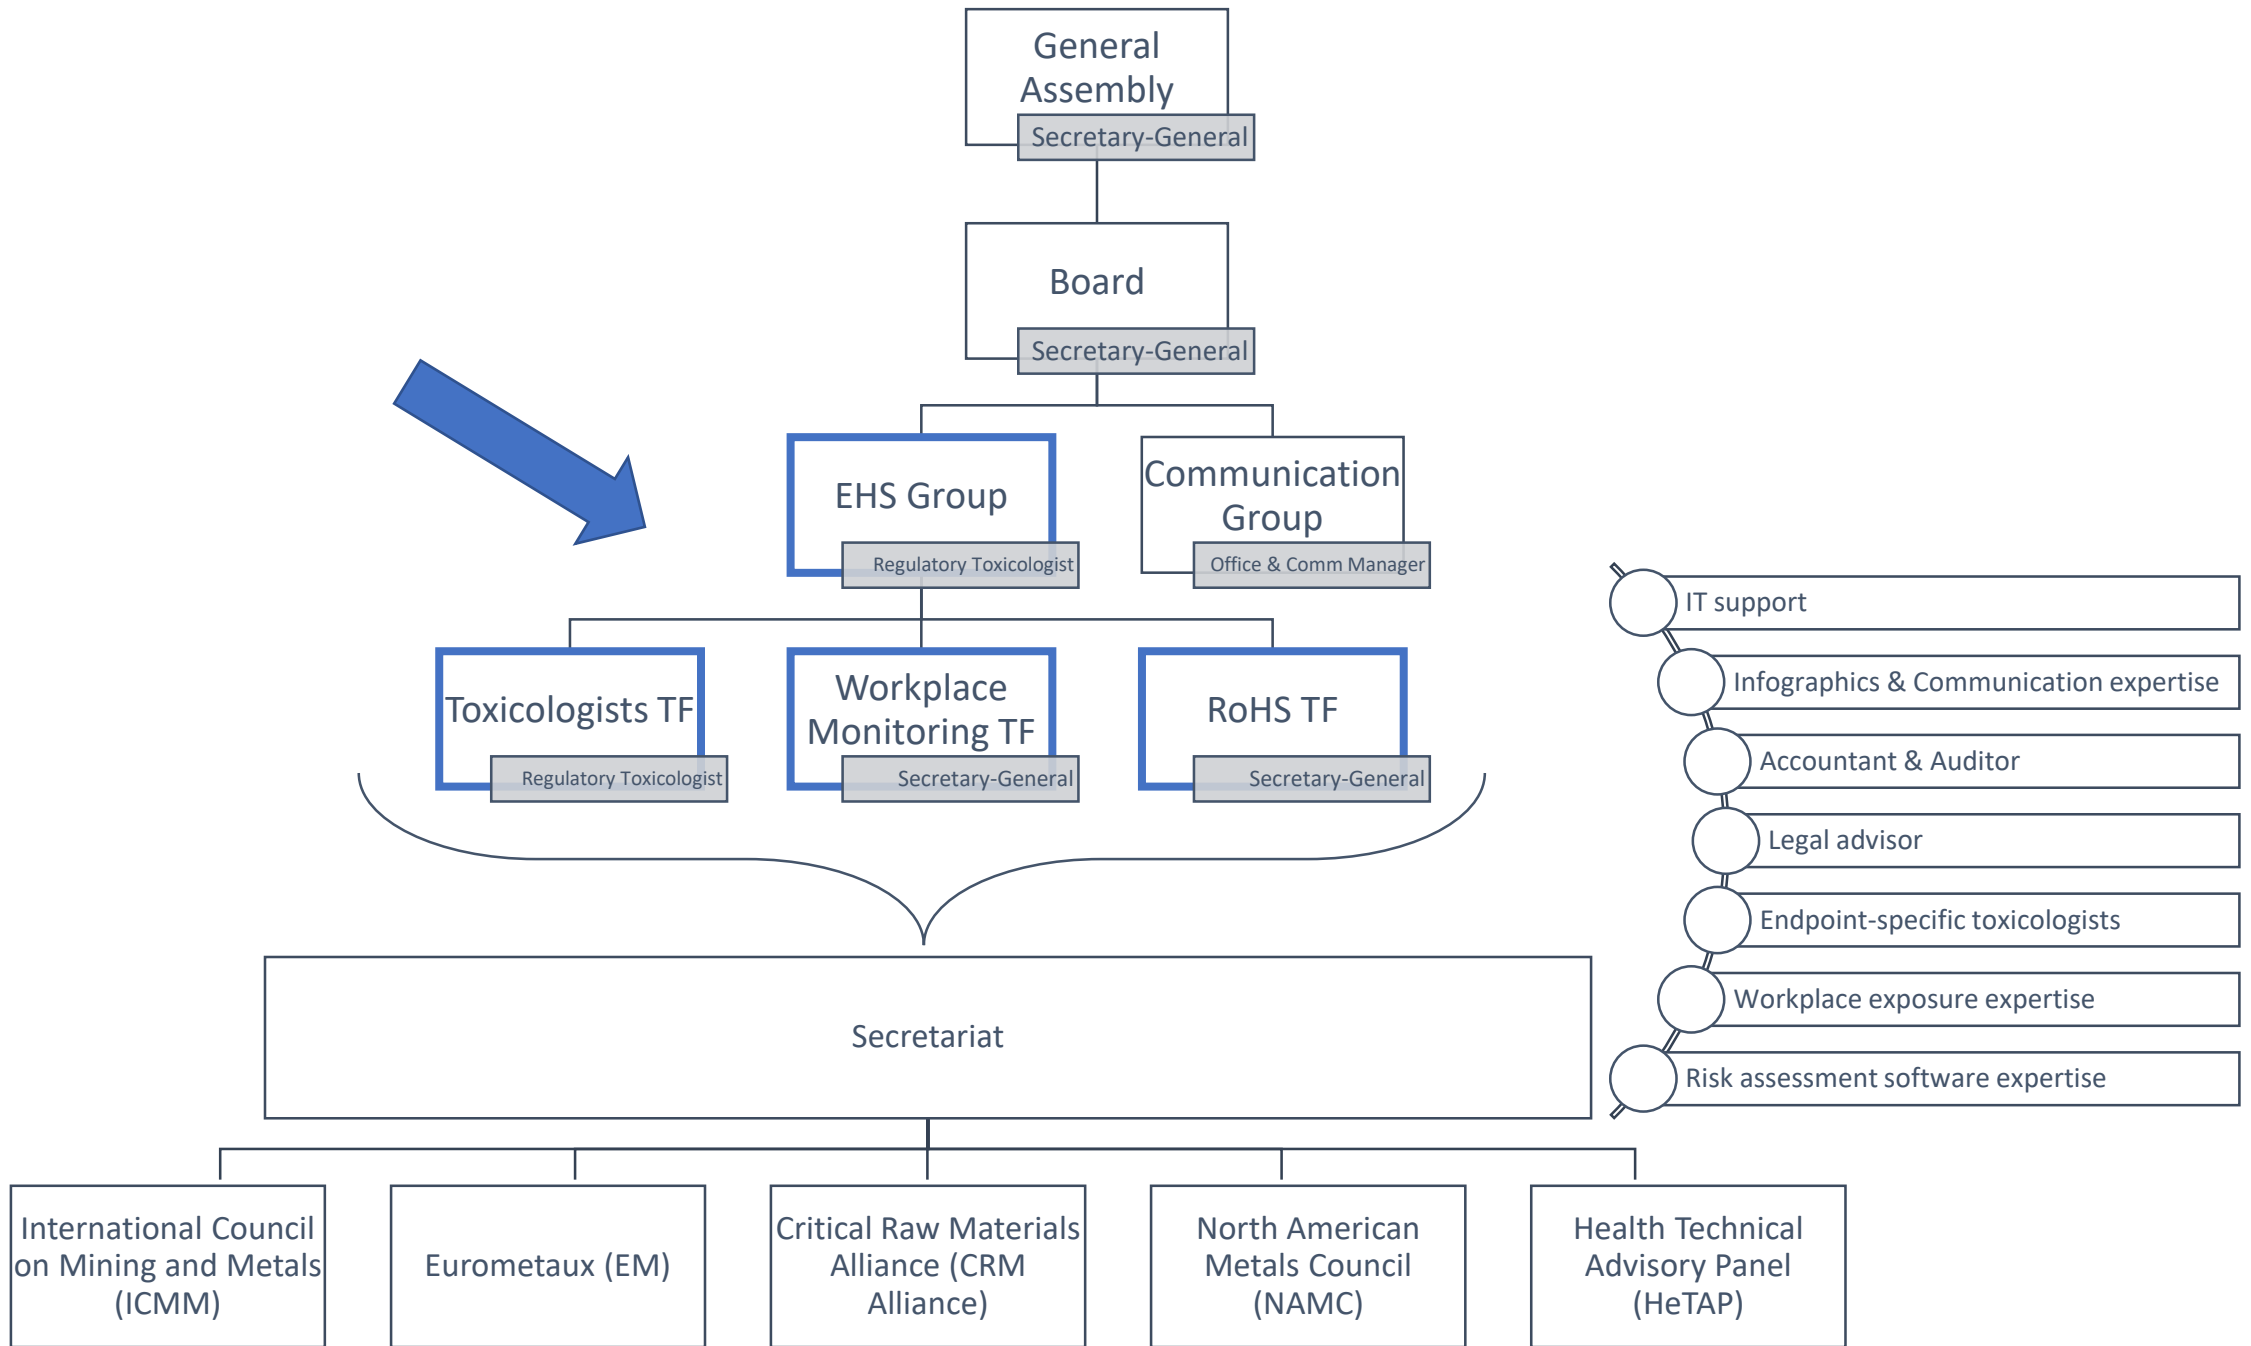 General
Assembly
Secretary-General
Board
Secretary-General
EHS Group
Regulatory Toxicologist
Communication
Group
Office & Comm Manager
Toxicologists TF
Regulatory Toxicologist
Workplace
Monitoring TF
Secretary-General
RoHS TF
Secretary-General
IT support
Infographics & Communication expertise
Accountant & Auditor
Legal advisor
Endpoint-specific toxicologists
Workplace exposure expertise
Risk assessment software expertise
Secretariat
International Council
on Mining and Metals
(ICMM)
Eurometaux (EM)
Critical Raw Materials
Alliance (CRM
Alliance)
North American
Metals Council
(NAMC)
Health Technical
Advisory Panel
(HeTAP)